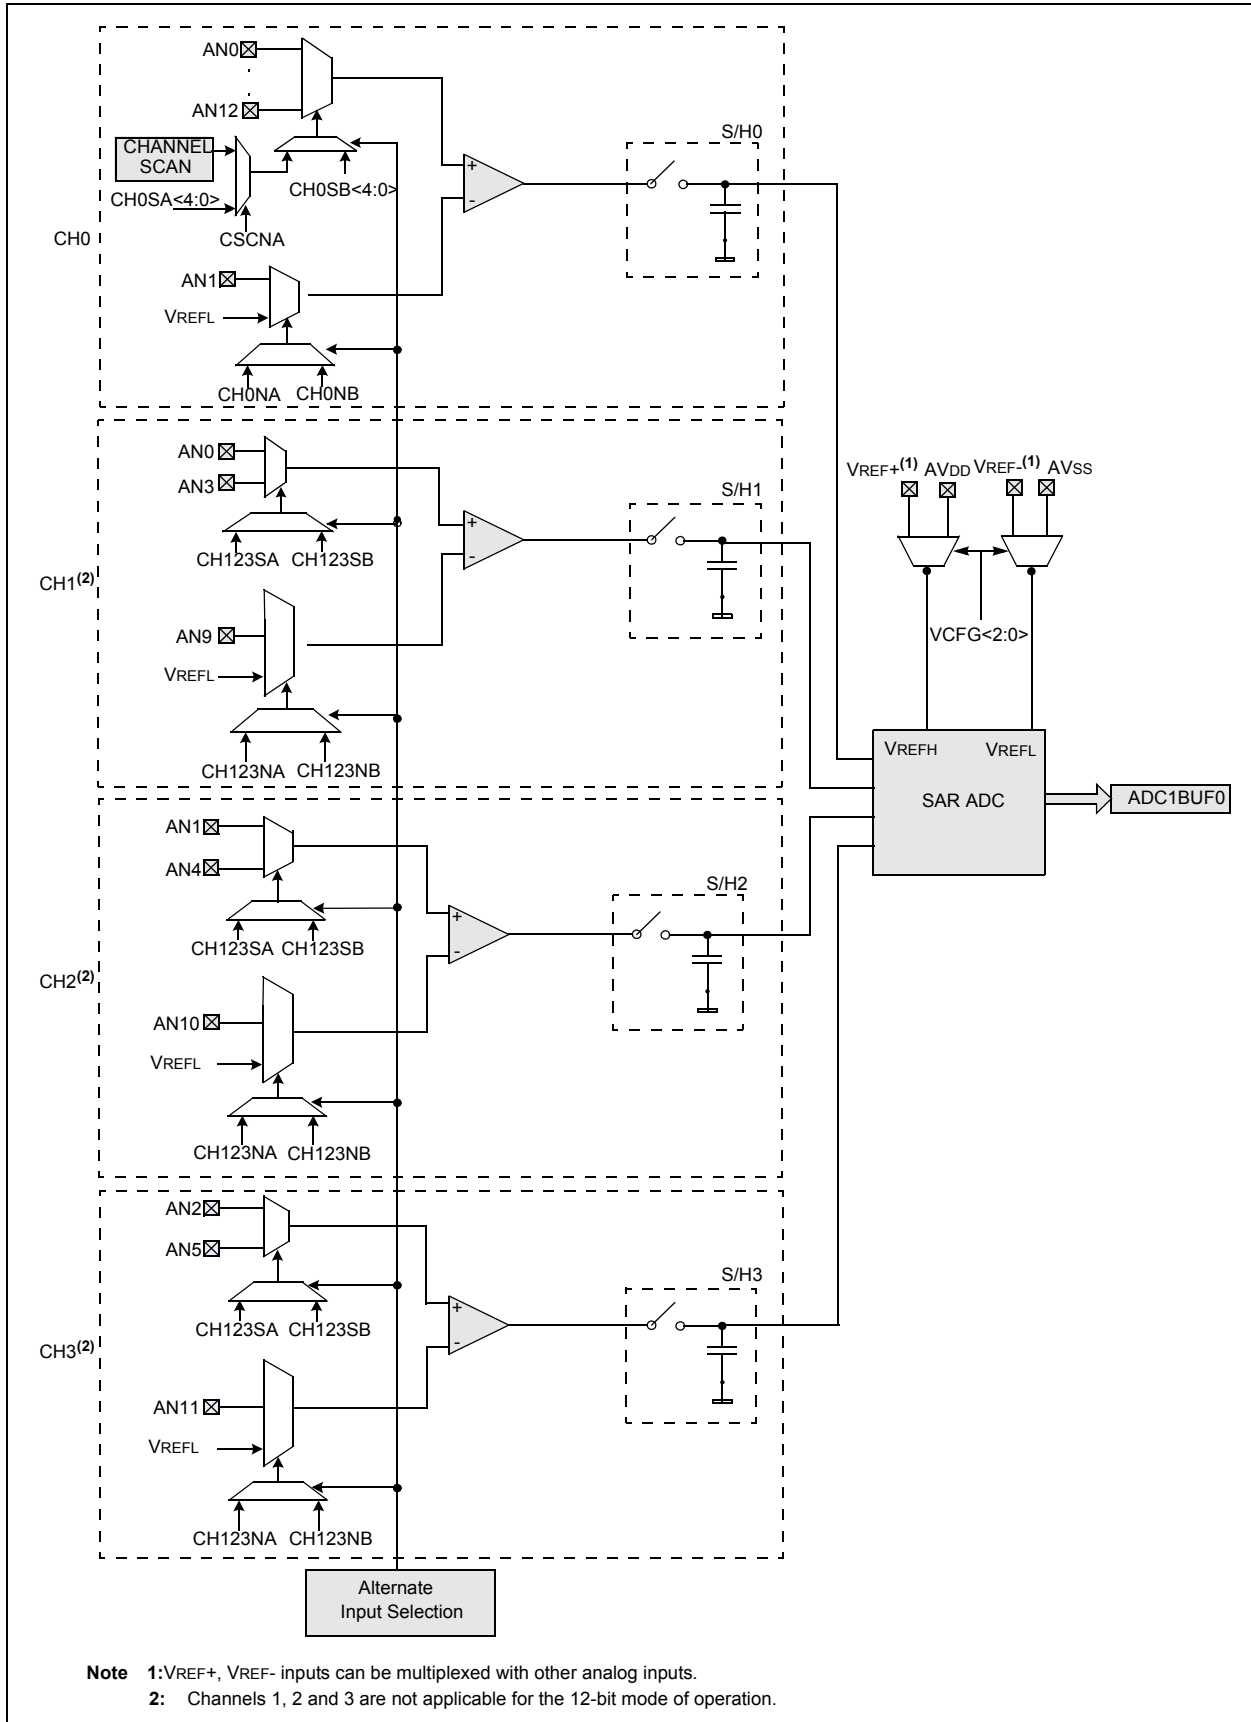 AN0
AN12
CHANNEL
SCAN
CH0SA<4:0>
CH0SB<4:0>
CSCNA
CH0
AN1
VREFL
CH0NA
CH0NB
+
-
S/H0
AN0
AN3
CH123SA
CH123SB
CH1(2)
AN9
VREFL
CH123NA
CH123NB
+
-
S/H1
VREF+(1)
AVDD
VREF-(1)
AVSS
VCFG<2:0>
VREFH
VREFL
SAR ADC
ADC1BUF0
AN1
AN4
CH123SA
CH123SB
CH2(2)
AN10
VREFL
CH123NA
CH123NB
+
-
S/H2
AN2
AN5
CH123SA
CH123SB
CH3(2)
AN11
VREFL
CH123NA
CH123NB
+
-
S/H3
Alternate
Input Selection
Note 1:VREF+, VREF- inputs can be multiplexed with other analog inputs.
2: Channels 1, 2 and 3 are not applicable for the 12-bit mode of operation.